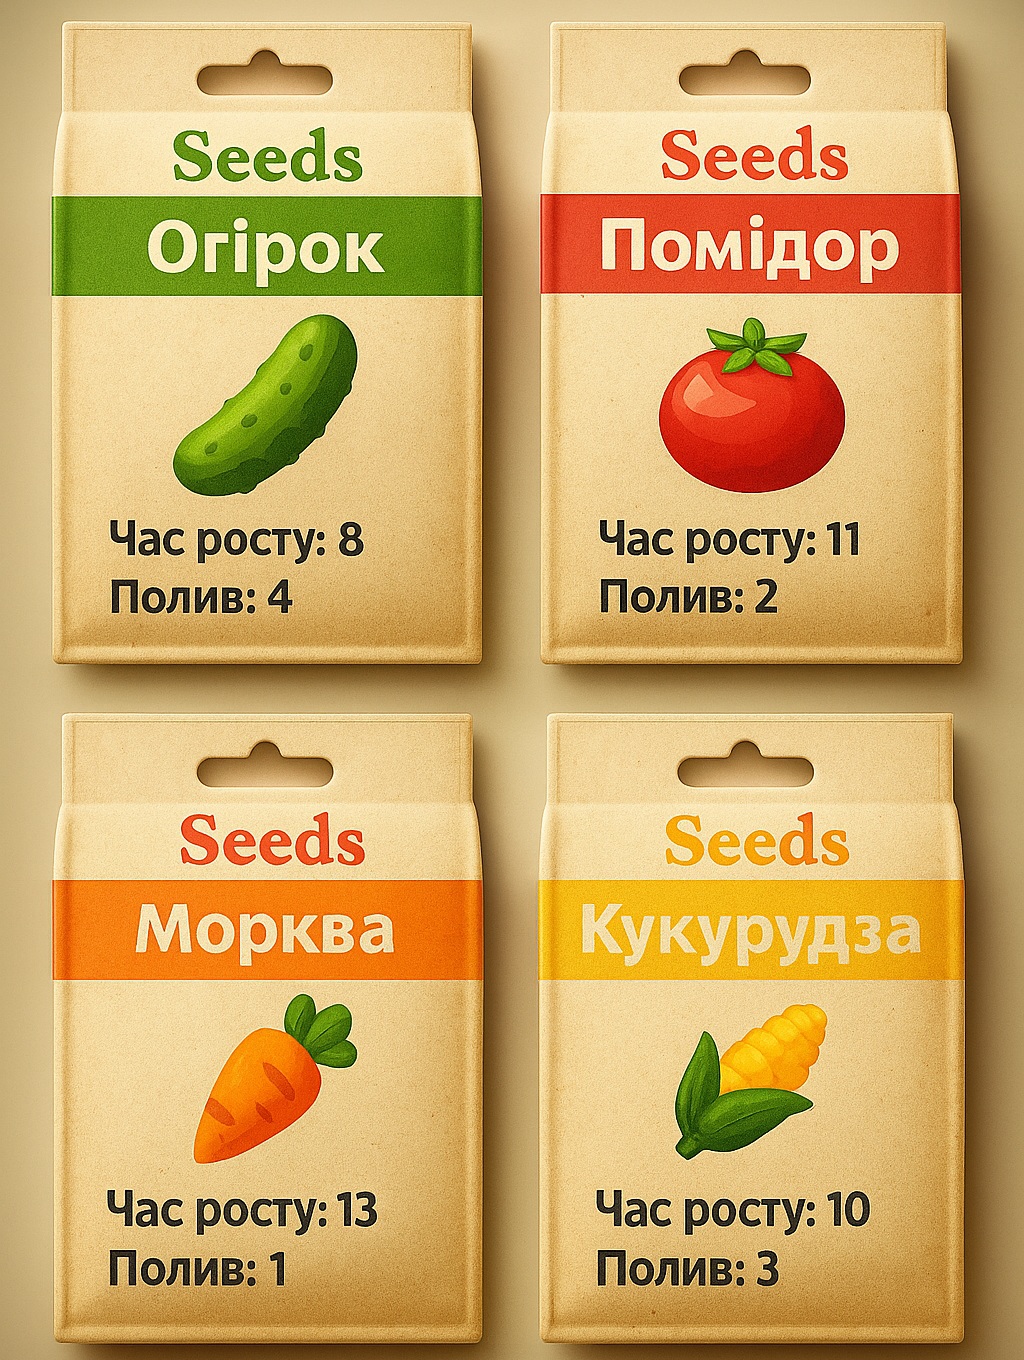 Seeds
Огірок
Час росту: 8
Полив: 4
Seeds
Помідор
Час росту: 11
Полив: 2
Seeds
Морква
Час росту: 13
Полив: 1
Seeds
Кукурудза
Час росту: 10
Полив: 3